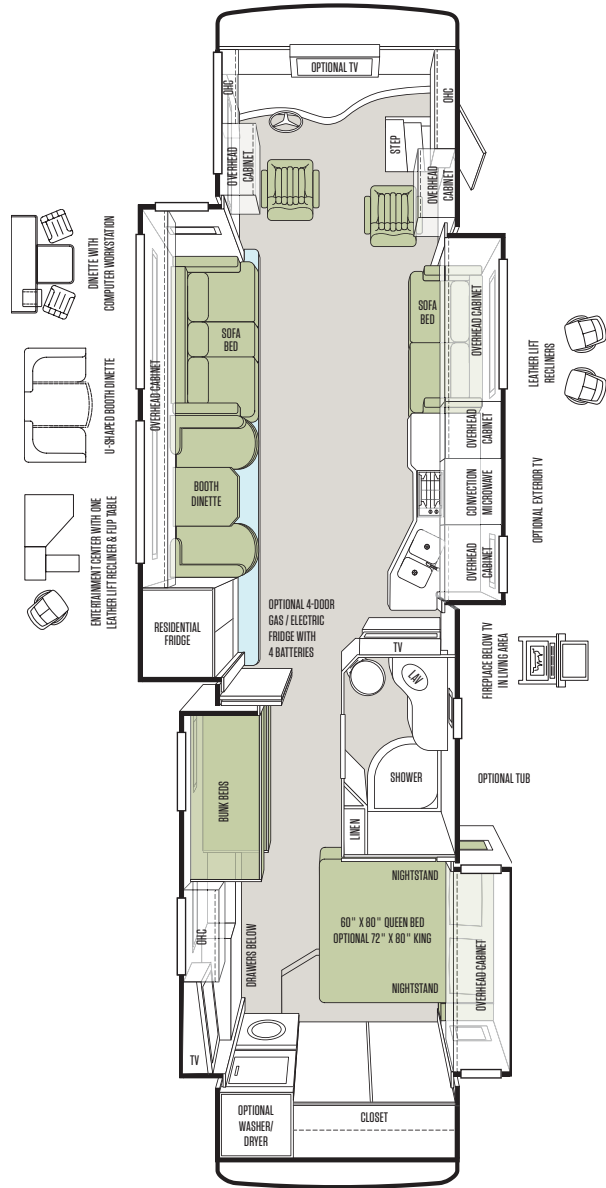 OPTIONAL TV
OHC
OHC
STEP
OVERHEAD
CABINET
OVERHEAD
CABINET
DINETTE WITH
COMPUTER WORKSTATION
U-SHAPED BOOTH DINETTE
ENTERTAINMENT CENTER WITH ONE
LEATHER LIFT RECLINER & FLIP TABLE
OVERHEAD CABINET
SOFA
BED
BOOTH
DINETTE
RESIDENTIAL
FRIDGE
OPTIONAL 4-DOOR
GAS / ELECTRIC
FRIDGE WITH
4 BATTERIES
SOFA
BED
OVERHEAD CABINET
OVERHEAD
CABINET
CONVECTION
MICROWAVE
OVERHEAD
CABINET
LEATHER LIFT
RECLINERS
OPTIONAL EXTERIOR TV
FIREPLACE BELOW TV
IN LIVING AREA
TV
LAV
SHOWER
OPTIONAL TUB
LINEN
BUNK BEDS
OHC
DRAWERS BELOW
TV
NIGHTSTAND
60" X 80" QUEEN BED
OPTIONAL 72" X 80" KING
NIGHTSTAND
OVERHEAD CABINET
OPTIONAL
WASHER/
DRYER
CLOSET